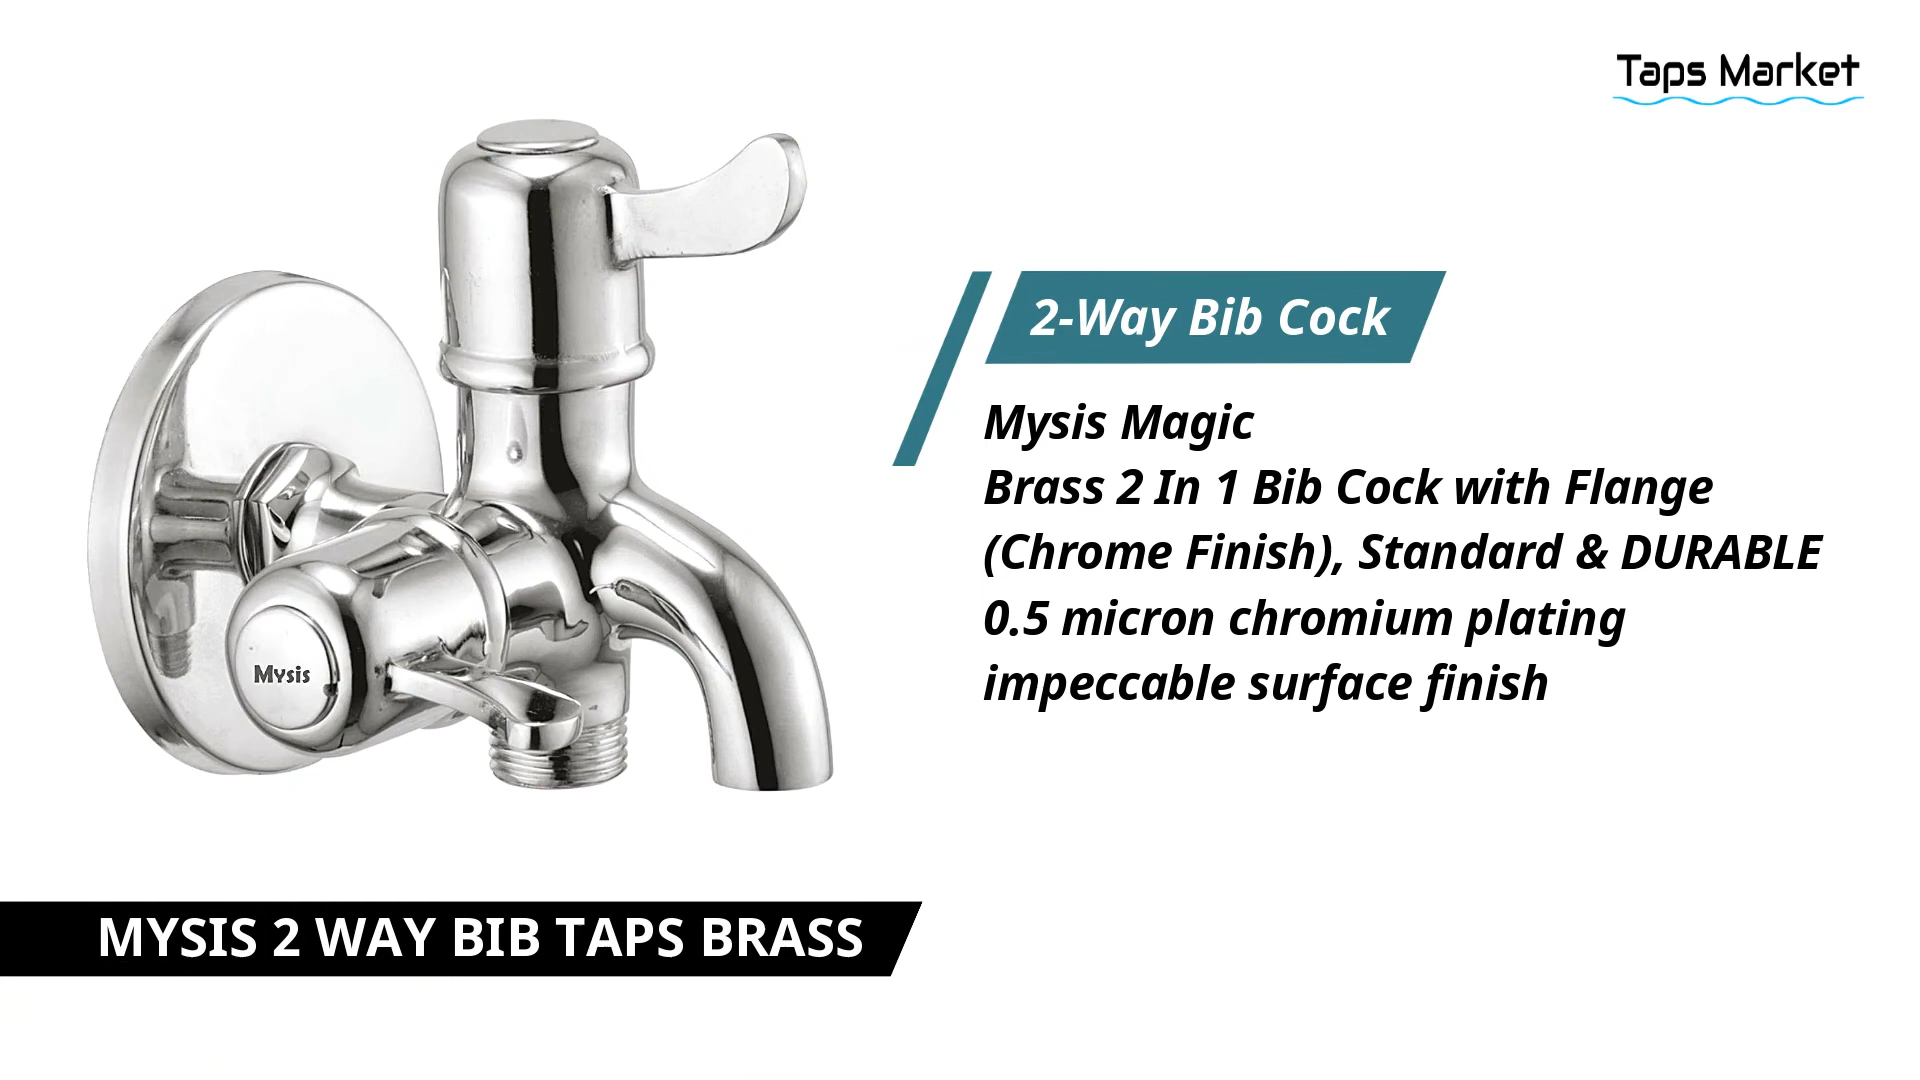 Taps Market
2-Way Bib Cock
Mysis Magic
Brass 2 In 1 Bib Cock with Flange
(Chrome Finish), Standard & DURABLE
0.5 micron chromium plating
impeccable surface finish
Mysis
MYSIS 2 WAY BIB TAPS BRASS